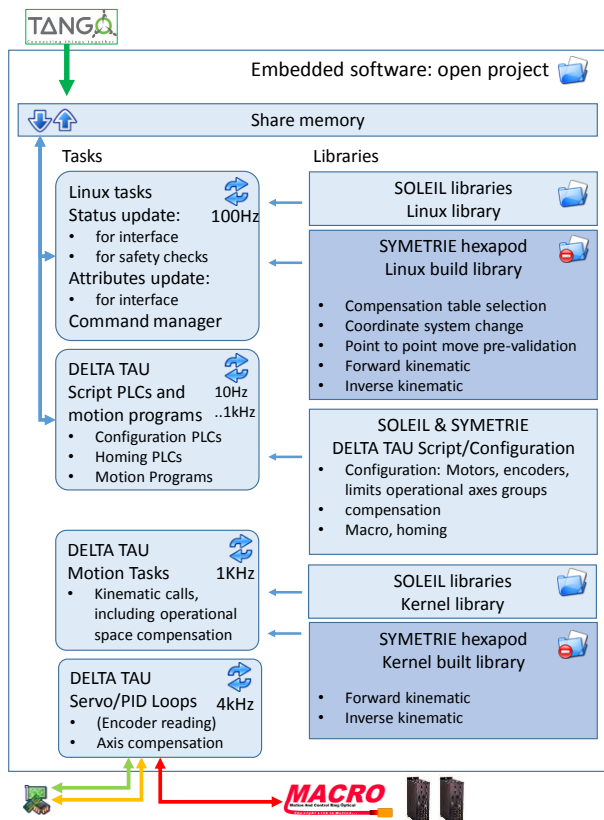 TANGO
Connecting things together
Embedded software: open project
Share memory
Tasks
Libraries
Linux tasks
Status update: 100Hz
• for interface
• for safety checks
Attributes update:
• for interface
Command manager
SOLEIL libraries
Linux library
SYMETRIE hexapod
Linux build library
• Compensation table selection
• Coordinate system change
• Point to point move pre-validation
• Forward kinematic
• Inverse kinematic
DELTA TAU
Script PLCs and 10Hz
motion programs ..1kHz
• Configuration PLCs
• Homing PLCs
• Motion Programs
SOLEIL & SYMETRIE
DELTA TAU Script/Configuration
• Configuration: Motors, encoders,
limits operational axes groups
• compensation
• Macro, homing
DELTA TAU
Motion Tasks 1KHz
• Kinematic calls,
including operational
space compensation
SOLEIL libraries
Kernel library
SYMETRIE hexapod
Kernel built library
• Forward kinematic
• Inverse kinematic
DELTA TAU
Servo/PID Loops 4kHz
• (Encoder reading)
• Axis compensation
MACRO
Motion And Control Ring Optical